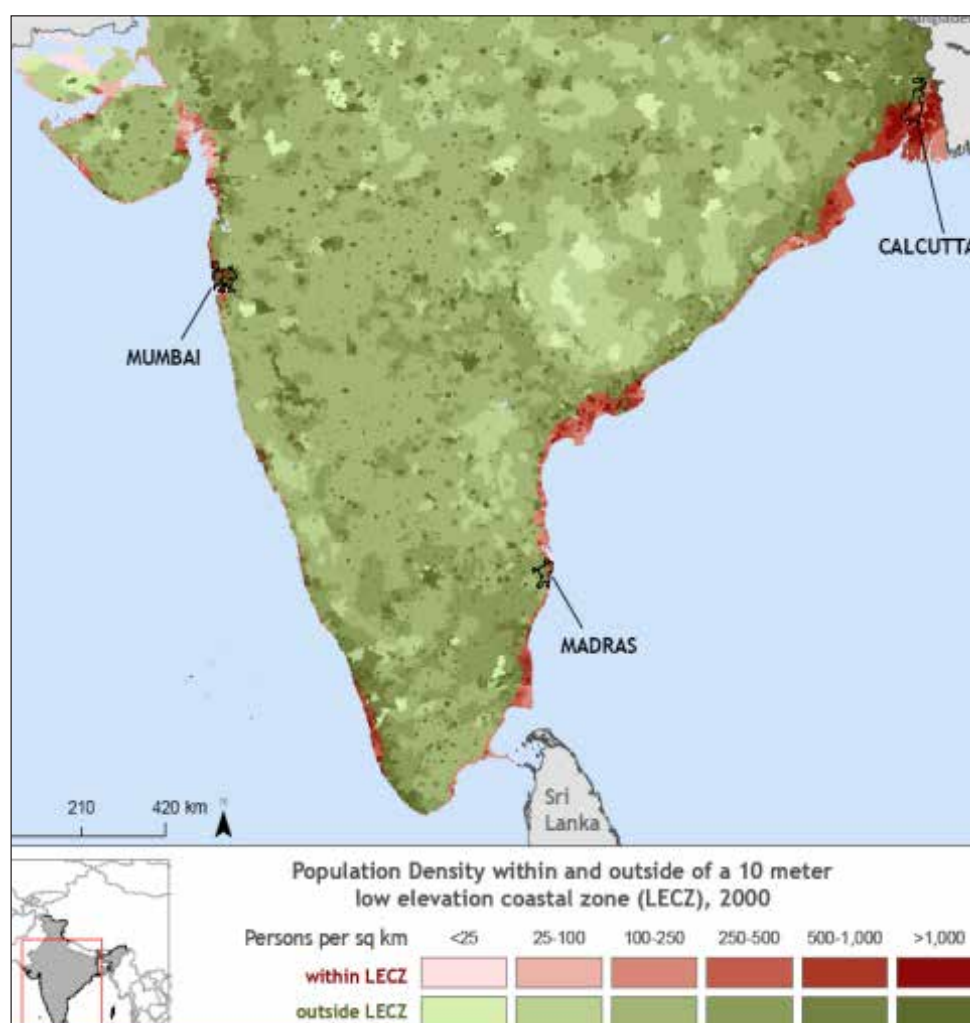 CALCUTTA
MUMBAI
MADRAS
Sri
Lanka
210 420 km N
Population Density within and outside of a 10 meter
low elevation coastal zone (LECZ), 2000
Persons per sq km <25 25-100 100-250 250-500 500-1,000 >1,000
within LECZ
outside LECZ